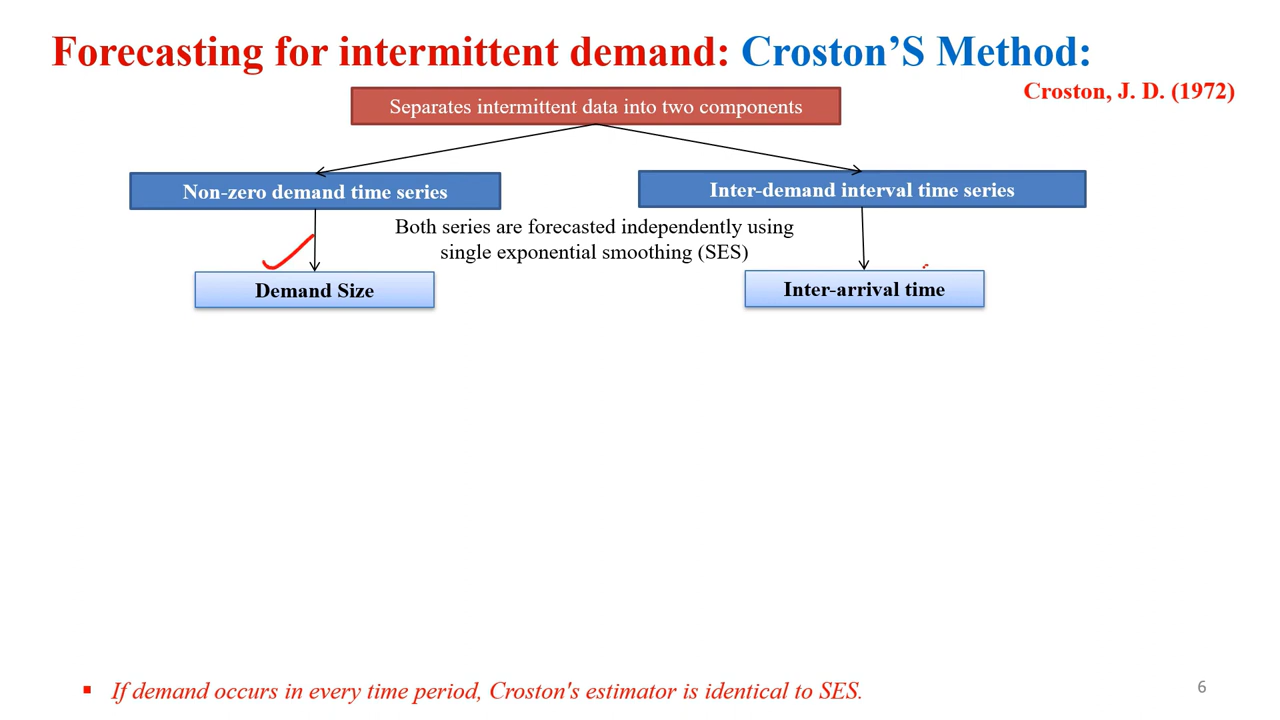 Forecasting for intermittent demand: Croston’S Method:
Croston, J. D. (1972)
Separates intermittent data into two components
Non-zero demand time series
Inter-demand interval time series
Both series are forecasted independently using
single exponential smoothing (SES)
Demand Size
Inter-arrival time
▪ If demand occurs in every time period, Croston's estimator is identical to SES.
6